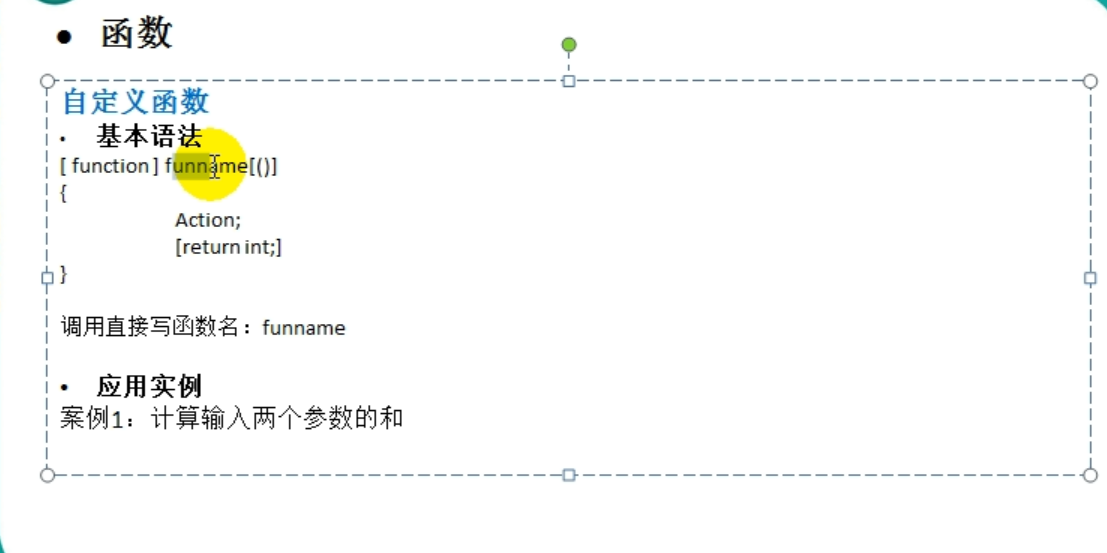 • 函数
自定义函数
• 基本语法
[ function ] funname[()]
{
Action;
[return int;]
}
调用直接写函数名：funname
• 应用实例
案例1：计算输入两个参数的和